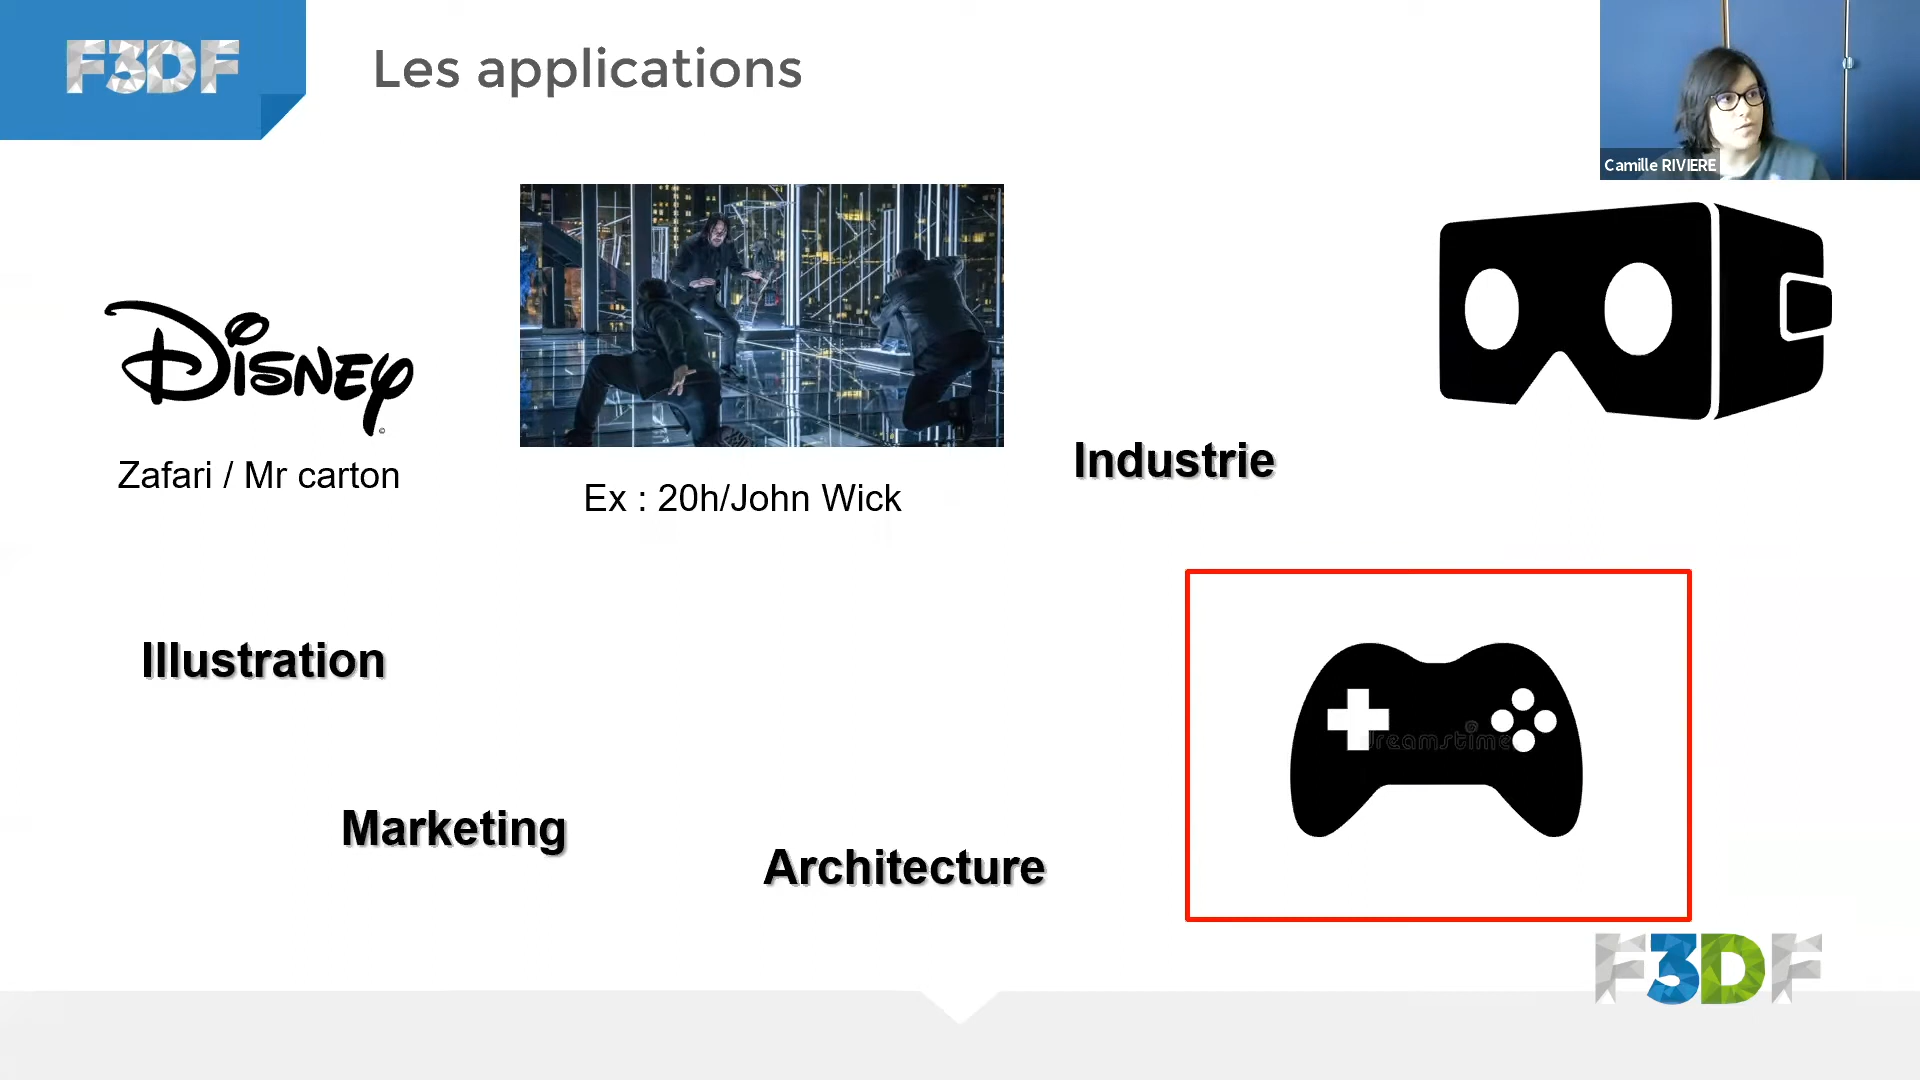 F3DF
Les applications
Camille RIVIERE
Disney
©
Zafari / Mr carton
Ex : 20h/John Wick
Industrie
Illustration
dreamstime
Marketing
Architecture
F3DF